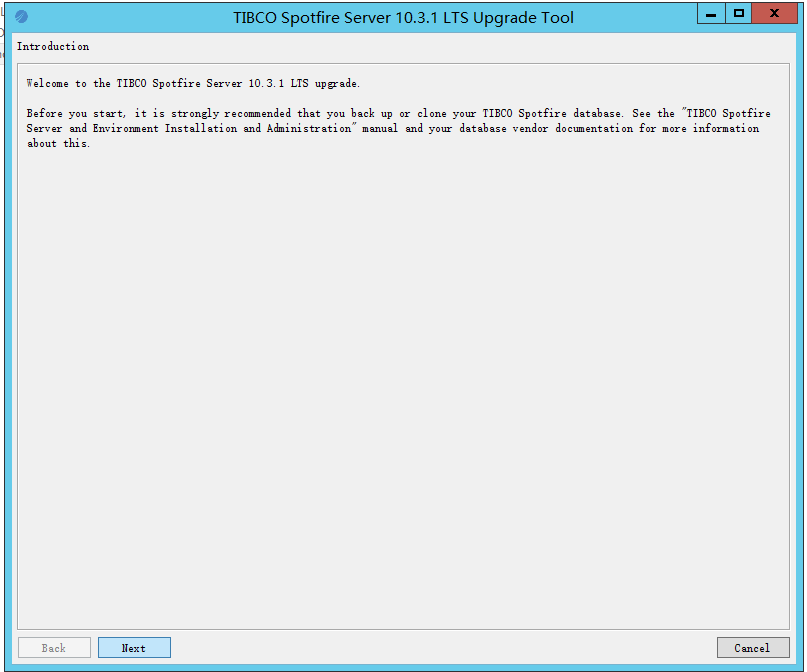 TIBCO Spotfire Server 10.3.1 LTS Upgrade Tool
Introduction
Welcome to the TIBCO Spotfire Server 10.3.1 LTS upgrade.
Before you start, it is strongly recommended that you back up or clone your TIBCO Spotfire database. See the "TIBCO Spotfire
Server and Environment Installation and Administration" manual and your database vendor documentation for more information
about this.
Back
Next
Cancel